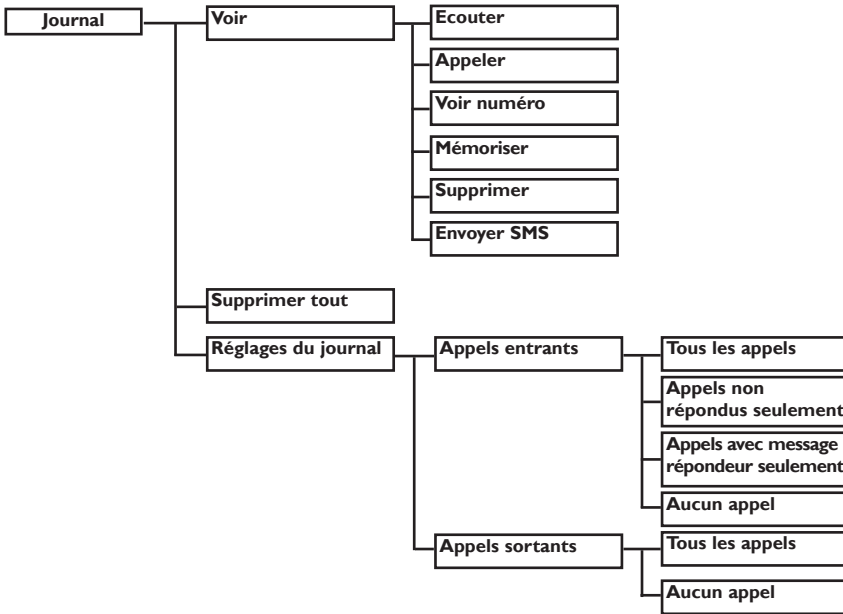 Journal
Voir
Ecouter
Appeler
Voir numéro
Mémoriser
Supprimer
Envoyer SMS
Supprimer tout
Réglages du journal
Appels entrants
Tous les appels
Appels non
répondus seulement
Appels avec message
répondeur seulement
Aucun appel
Appels sortants
Tous les appels
Aucun appel